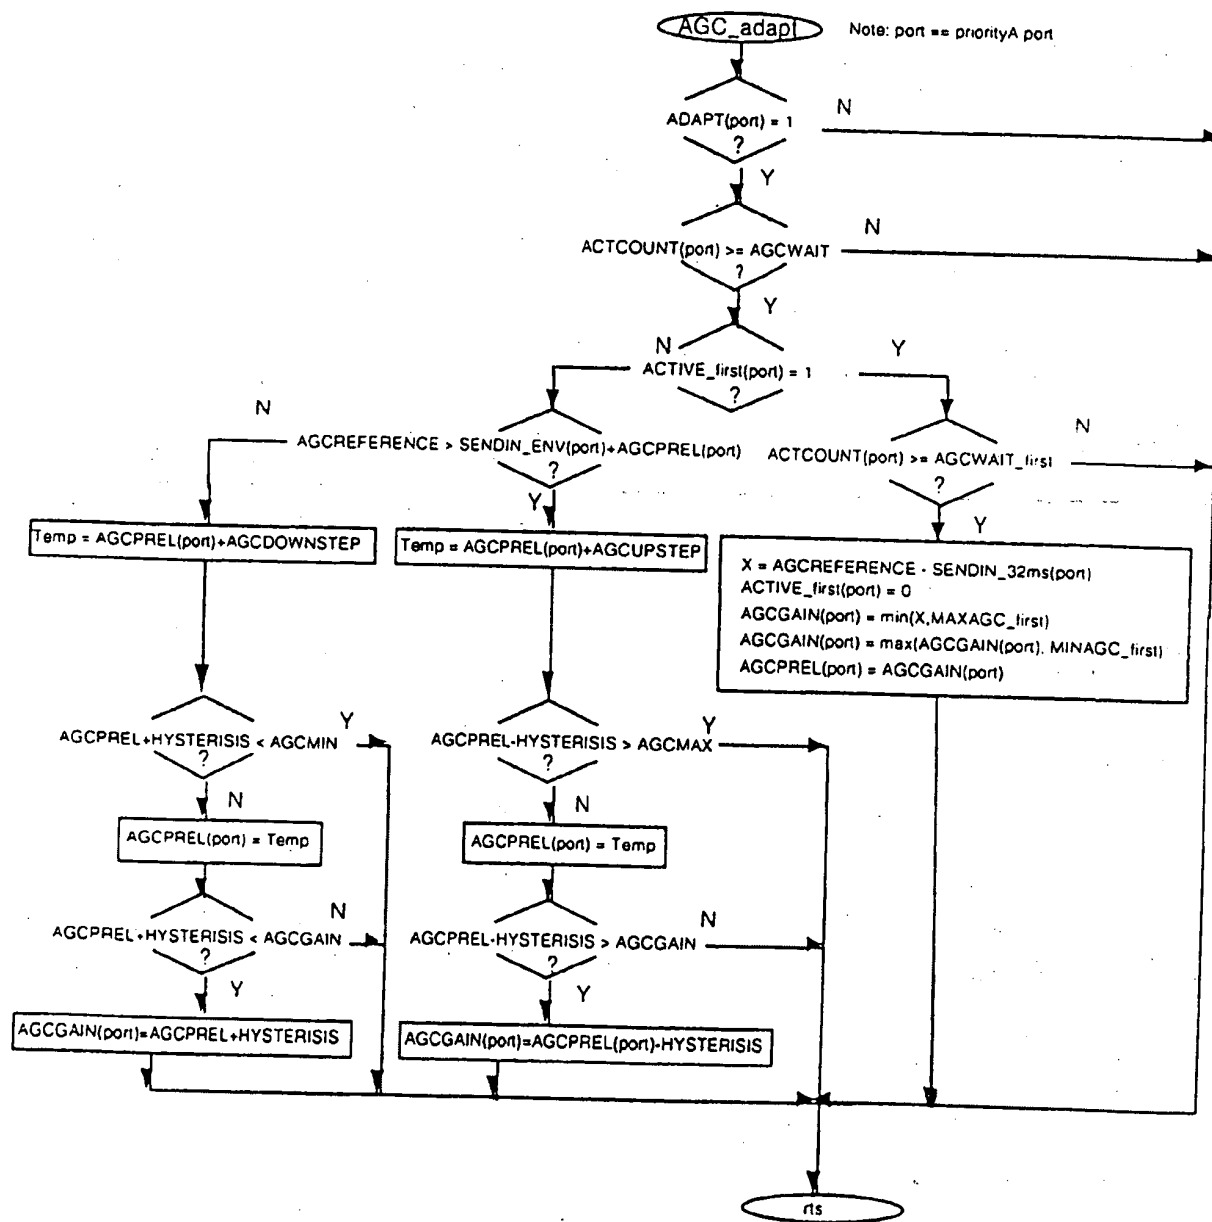 AGC_adapt
Note: port == priorityA port
ADAPT(port) = 1
?
N
Y
ACTCOUNT(port) >= AGCWAIT
?
N
Y
ACTIVE_first(port) = 1
?
N
Y
AGCREFERENCE > SENDIN_ENV(port)+AGCPREL(port)
?
N
Y
ACTCOUNT(port) >= AGCWAIT_first
?
N
Y
Temp = AGCPREL(port)+AGCDOWNSTEP
Temp = AGCPREL(port)+AGCUPSTEP
X = AGCREFERENCE - SENDIN_32ms(port)
ACTIVE_first(port) = 0
AGCGAIN(port) = min(X,MAXAGC_first)
AGCGAIN(port) = max(AGCGAIN(port), MINAGC_first)
AGCPREL(port) = AGCGAIN(port)
AGCPREL+HYSTERISIS < AGCMIN
?
Y
N
AGCPREL-HYSTERISIS > AGCMAX
?
Y
N
AGCPREL(port) = Temp
AGCPREL(port) = Temp
AGCPREL+HYSTERISIS < AGCGAIN
?
N
Y
AGCPREL-HYSTERISIS > AGCGAIN
?
N
Y
AGCGAIN(port)=AGCPREL+HYSTERISIS
AGCGAIN(port)=AGCPREL(port)-HYSTERISIS
rts